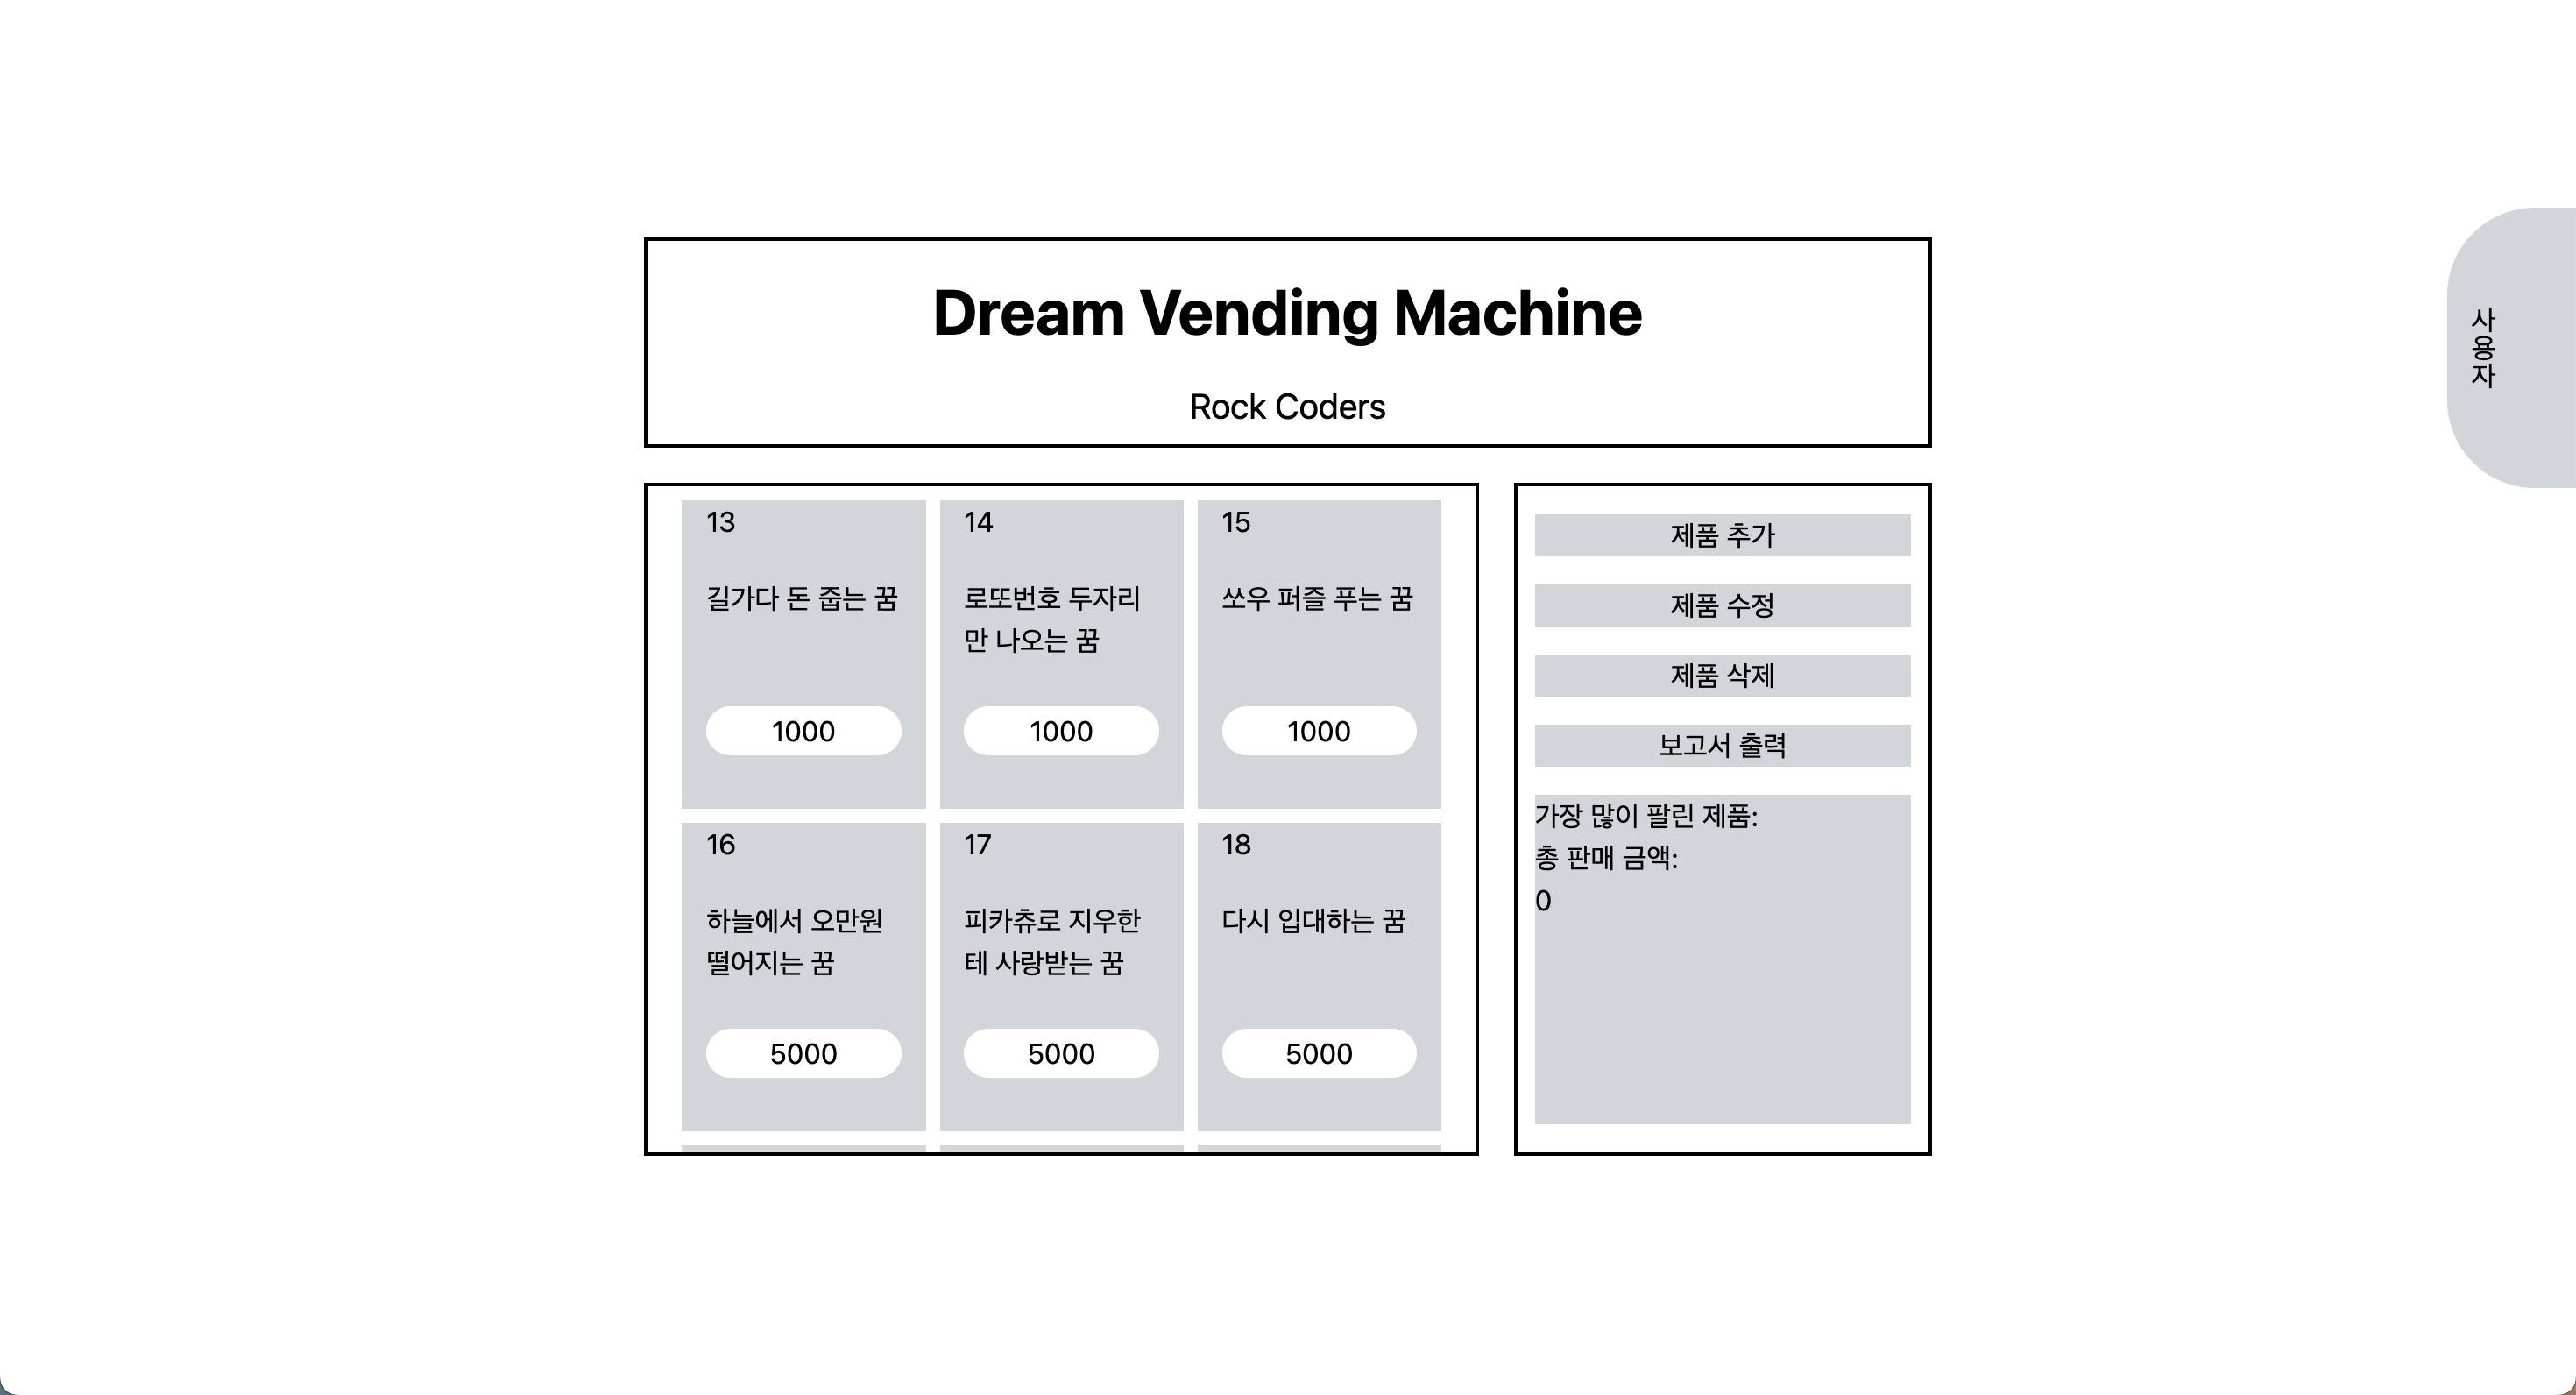 Dream Vending Machine
Rock Coders
사용자
13
길가다 돈 줍는 꿈
1000
14
로또번호 두자리
만 나오는 꿈
1000
15
쏘우 퍼즐 푸는 꿈
1000
16
하늘에서 오만원
떨어지는 꿈
5000
17
피카츄로 지우한
테 사랑받는 꿈
5000
18
다시 입대하는 꿈
5000
제품 추가
제품 수정
제품 삭제
보고서 출력
가장 많이 팔린 제품:
총 판매 금액:
0